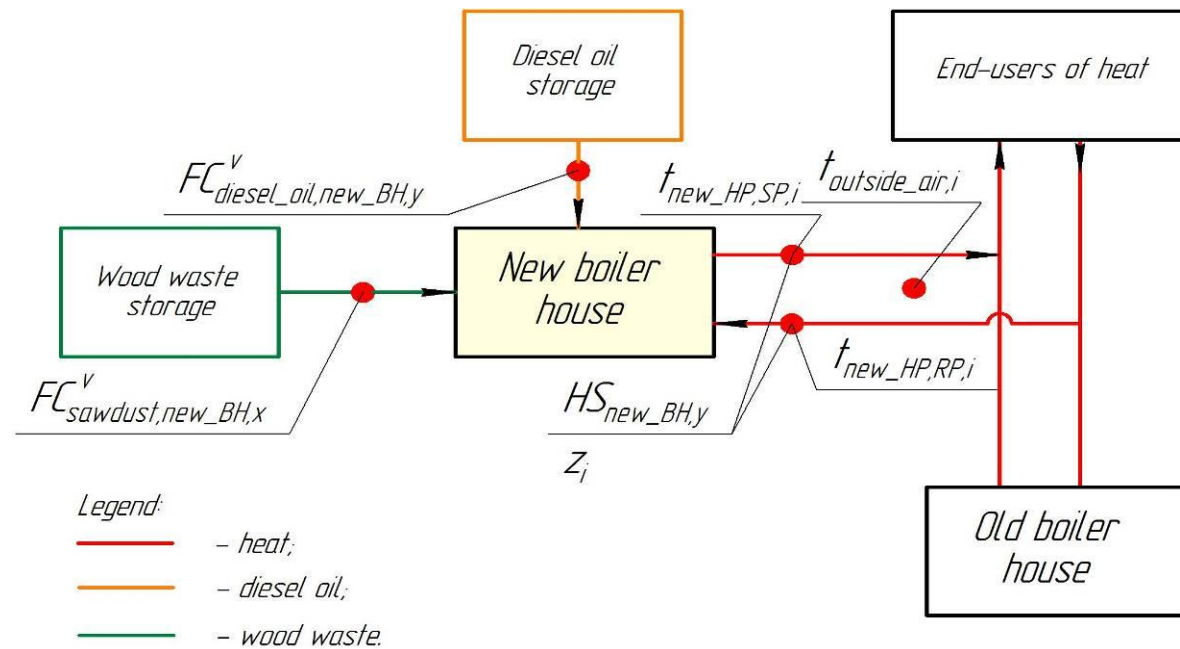 Diesel oil
storage
End-users of heat
FC^v_diesel_oil,new_BH,y
t_new_HP,SP,i
t_outside_air,i
Wood waste
storage
New boiler
house
FC^v_sawdust,new_BH,x
HS_new_BH,y
z_i
t_new_HP,RP,i
Old boiler
house
Legend:
– heat;
– diesel oil;
– wood waste.